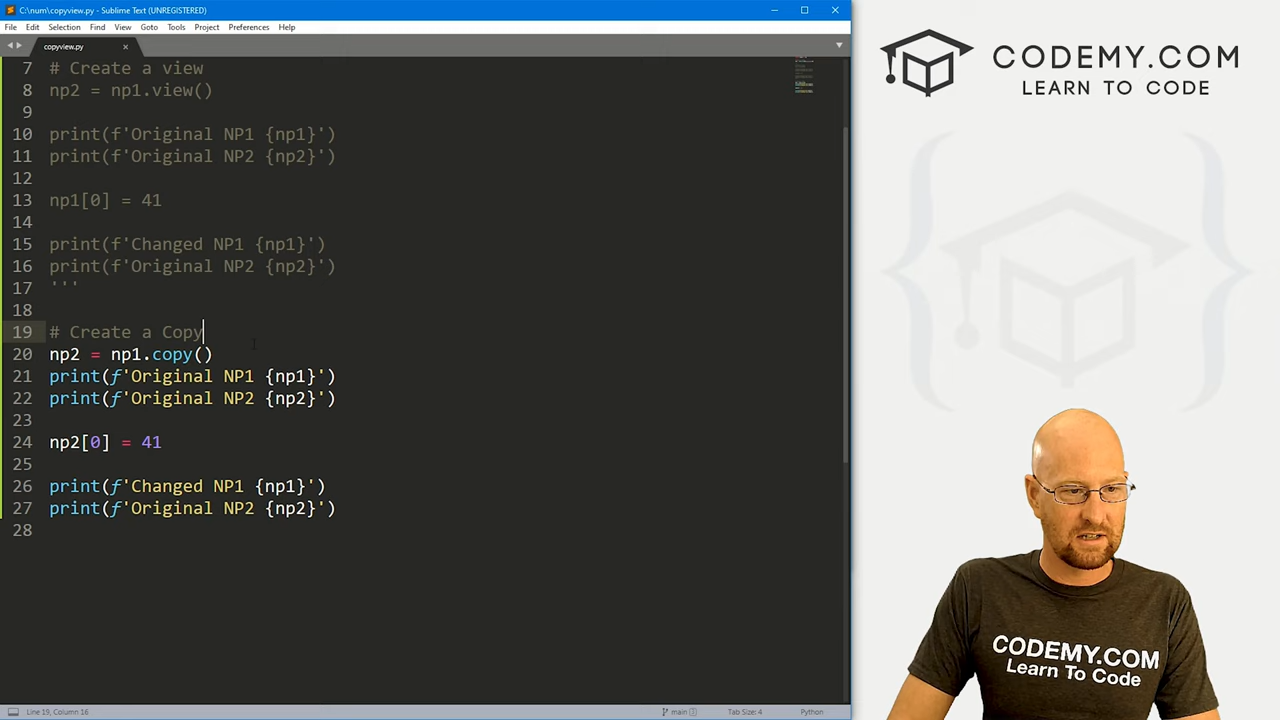 C:\num\copyview.py - Sublime Text (UNREGISTERED)
File Edit Selection Find View Goto Tools Project Preferences Help
copyview.py
7 # Create a view
8 np2 = np1.view()
9
10 print(f'Original NP1 {np1}')
11 print(f'Original NP2 {np2}')
12
13 np1[0] = 41
14
15 print(f'Changed NP1 {np1}')
16 print(f'Original NP2 {np2}')
17 '''
18
19 # Create a Copy
20 np2 = np1.copy()
21 print(f'Original NP1 {np1}')
22 print(f'Original NP2 {np2}')
23
24 np2[0] = 41
25
26 print(f'Changed NP1 {np1}')
27 print(f'Original NP2 {np2}')
28
Line 19, Column 16
main 1
Tab Size: 4
Python
CODEMY.COM
LEARN TO CODE
CODEMY.COM
Learn To Code